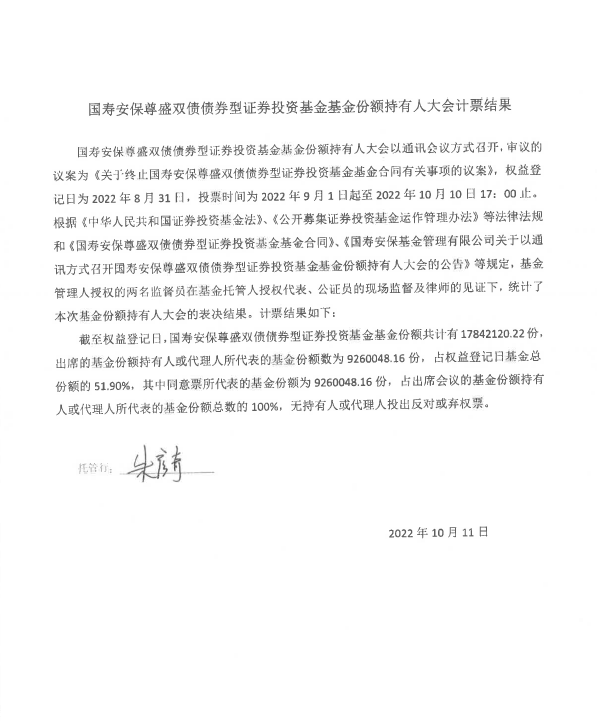 国寿安保尊盛双债债券型证券投资基金基金份额持有人大会计票结果
国寿安保尊盛双债债券型证券投资基金基金份额持有人大会以通讯会议方式召开，审议的
议案为《关于终止国寿安保尊盛双债债券型证券投资基金基金合同有关事项的议案》，权益登
记日为 2022 年 8 月 31 日，投票时间为 2022 年 9 月 1 日起至 2022 年 10 月 10 日 17：00 止。
根据《中华人民共和国证券投资基金法》、《公开募集证券投资基金运作管理办法》等法律法规
和《国寿安保尊盛双债债券型证券投资基金基金合同》、《国寿安保基金管理有限公司关于以通
讯方式召开国寿安保尊盛双债债券型证券投资基金基金份额持有人大会的公告》等规定，基金
管理人授权的两名监督员在基金托管人授权代表、公证员的现场监督及律师的见证下，统计了
本次基金份额持有人大会的表决结果。计票结果如下：
截至权益登记日，国寿安保尊盛双债债券型证券投资基金基金份额共计有 17842120.22 份，
出席的基金份额持有人或代理人所代表的基金份额数为 9260048.16 份，占权益登记日基金总
份额的 51.90%，其中同意票所代表的基金份额为 9260048.16 份，占出席会议的基金份额持有
人或代理人所代表的基金份额总数的 100%，无持有人或代理人投出反对或弃权票。
托管行：
2022 年 10 月 11 日